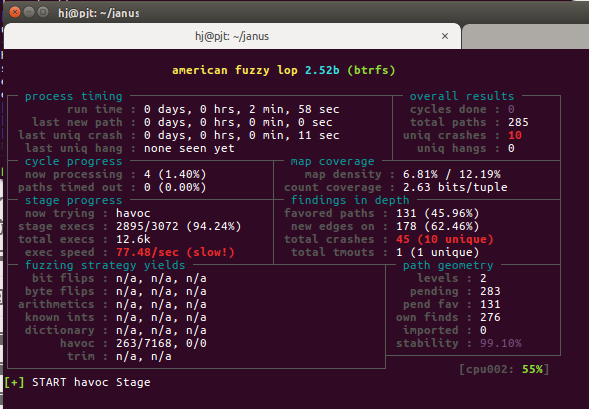 hj@pjt: ~/janus
hj@pjt: ~/janus ×
american fuzzy lop 2.52b (btrfs)
process timing overall results
run time : 0 days, 0 hrs, 2 min, 58 sec cycles done : 0
last new path : 0 days, 0 hrs, 0 min, 0 sec total paths : 285
last uniq crash : 0 days, 0 hrs, 0 min, 11 sec uniq crashes : 10
last uniq hang : none seen yet uniq hangs : 0
cycle progress map coverage
now processing : 4 (1.40%) map density : 6.81% / 12.19%
paths timed out : 0 (0.00%) count coverage : 2.63 bits/tuple
stage progress findings in depth
now trying : havoc favored paths : 131 (45.96%)
stage execs : 2895/3072 (94.24%) new edges on : 178 (62.46%)
total execs : 12.6k total crashes : 45 (10 unique)
exec speed : 77.48/sec (slow!) total tmouts : 1 (1 unique)
fuzzing strategy yields path geometry
bit flips : n/a, n/a, n/a levels : 2
byte flips : n/a, n/a, n/a pending : 283
arithmetics : n/a, n/a, n/a pend fav : 131
known ints : n/a, n/a, n/a own finds : 276
dictionary : n/a, n/a, n/a imported : 0
havoc : 263/7168, 0/0 stability : 99.10%
trim : n/a, n/a
[cpu002: 55%]
[+] START havoc Stage